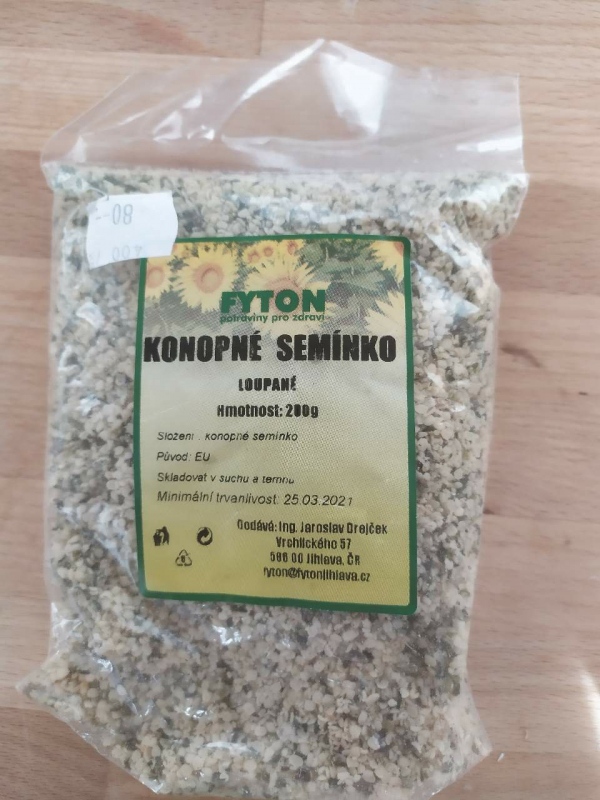 -08
FYTON
potraviny pro zdraví
KONOPNÉ SEMÍNKO
LOUPANÉ
Hmotnost: 200g
Složení : konopné semínko
Původ: EU
Skladovat v suchu a temnu
Minimální trvanlivost: 25.03.2021
Dodává: Ing. Jaroslav Drejček
Vrchlického 57
586 00 Jihlava, ČR
fyton@fytonjihlava.cz